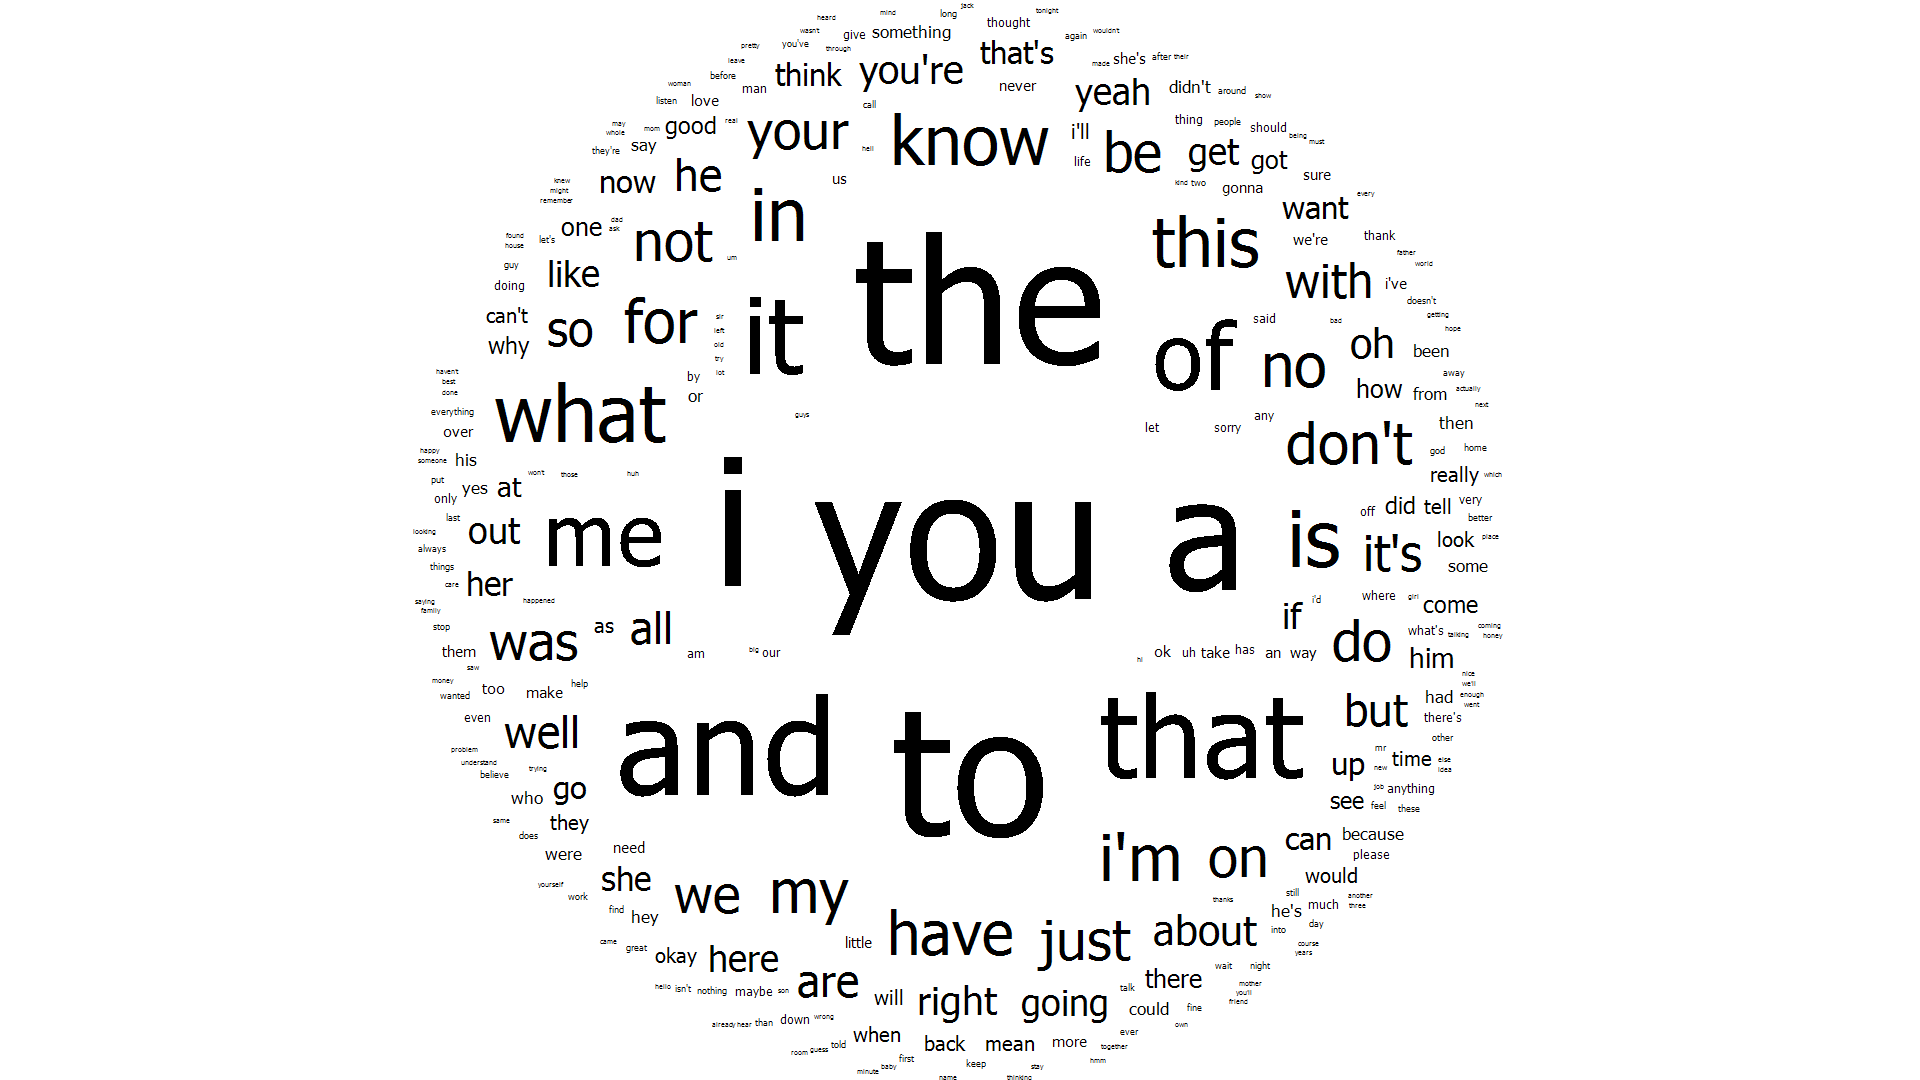 jack
heard mind long tonight
wasn't give something thought again wouldn't
pretty you've through that's made she's after their
leave think you're never
woman before man call yeah didn't around show
listen love
may whole mom good real your hell know i'll be thing people should being must
they're say life get got
now he us kind two gonna sure
knew might remember in the this want every
one dad ask not um we're thank
found house let's father world
guy like with i've
doing doesn't getting
can't so for sir it of said bad hope
why left old try lot no oh been
haven't best done by or how from away actually next
everything what guys let sorry any don't then
over
happy someone his won't those huh god home
put yes at really which
only i you a is off did tell very better
last out me it's look place
looking always some
things care her happened i'd where girl come
saying family if
stop was as all do what's talking coming honey
them am big our hi ok uh take has an way him
saw money wanted too make help nice we'll enough went
even well and to that but had there's other
problem understand believe trying up mr new time else idea
who go see job anything feel these
same does they
were need i'm on can because please
yourself work she we my would
find hey thanks still another three
little have just about he's much day into
came great okay here course years
hello isn't nothing maybe son are there wait night
will right going talk mother you'll friend
already hear than down wrong could fine own
room guess told when back mean more ever together
minute baby first name keep thinking stay hmm